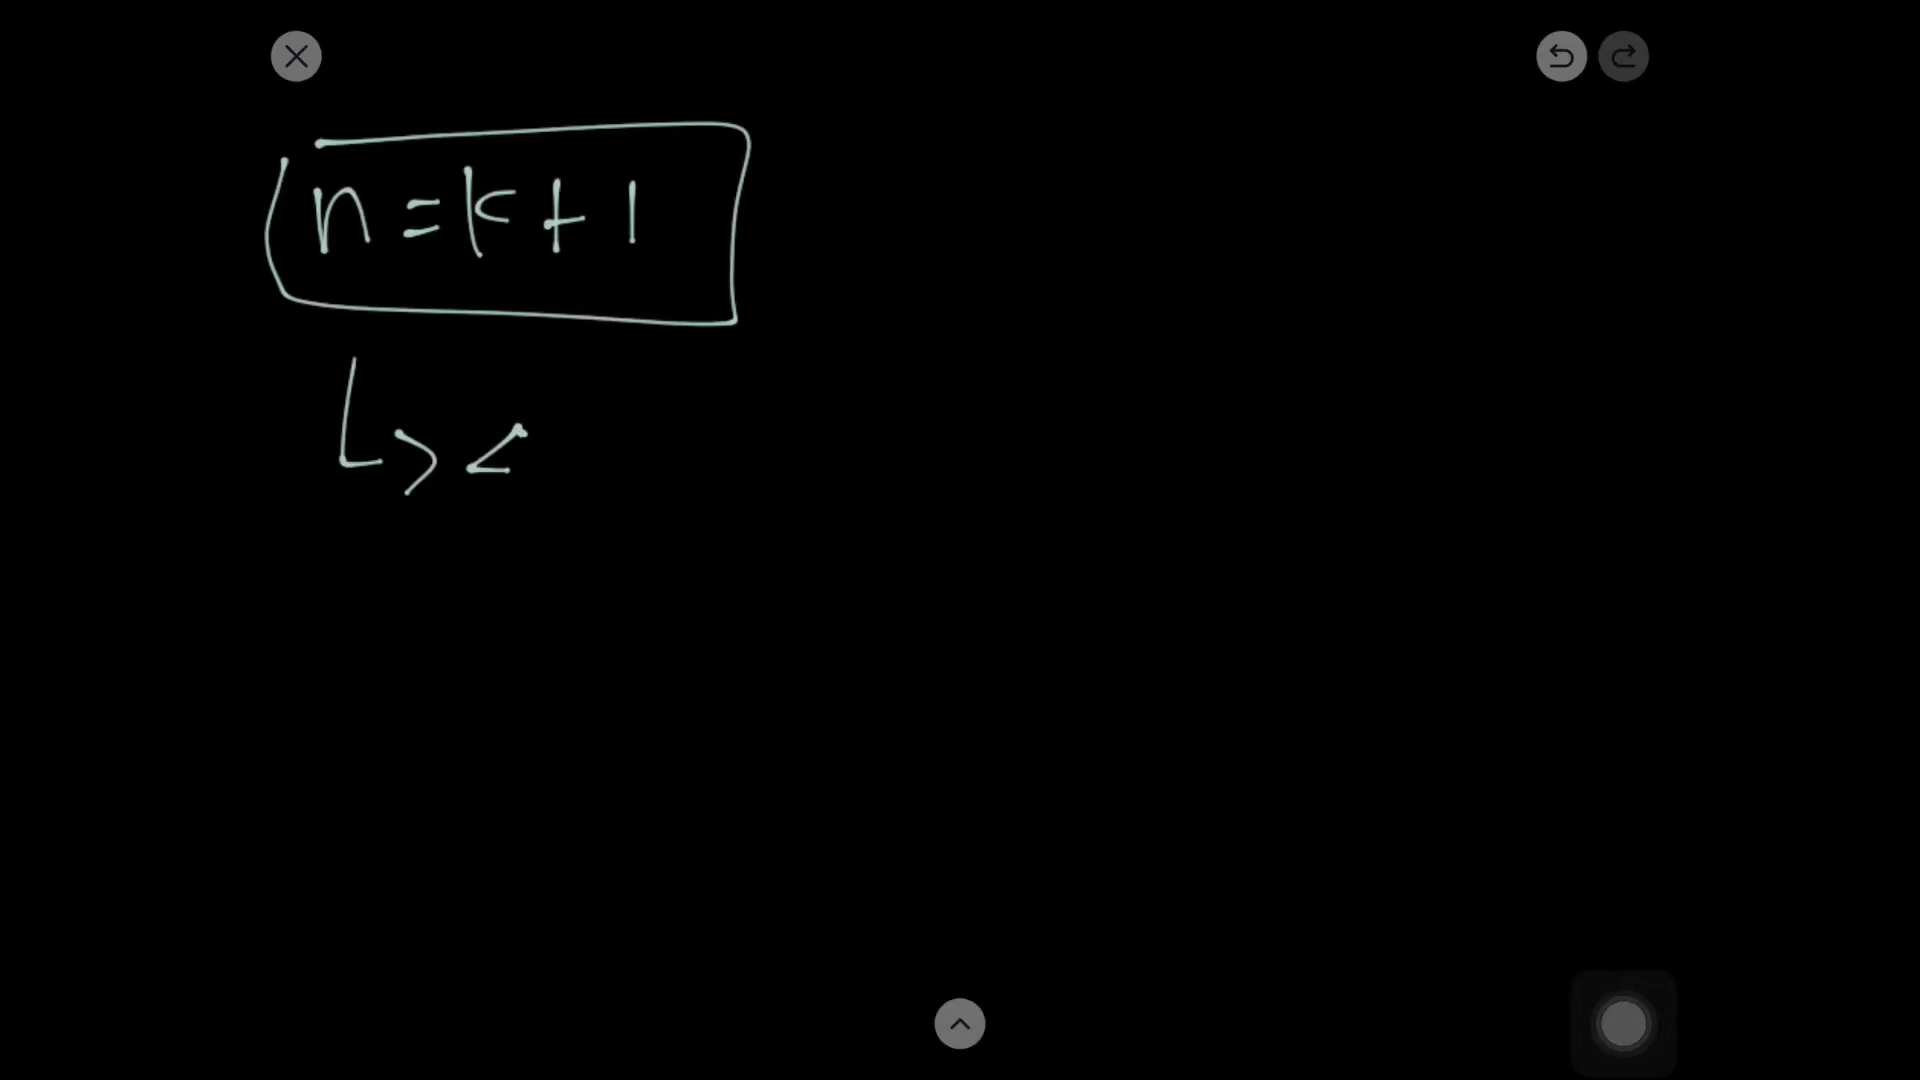 n = k + 1